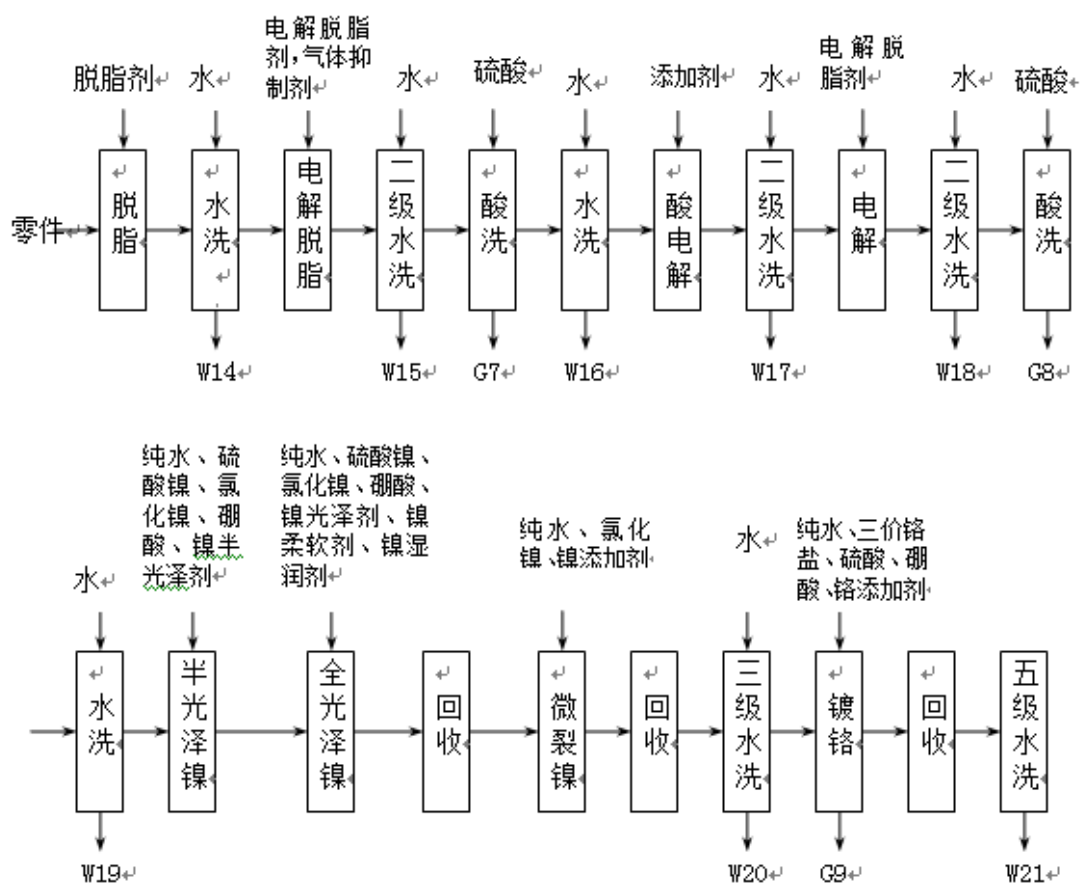 脱脂剂
水
电解脱脂
剂，气体抑
制剂
水
硫酸
水
添加剂
水
电解脱
脂剂
水
硫酸
零件
脱脂
水洗
电解脱脂
二级水洗
酸洗
水洗
酸电解
二级水洗
电解
二级水洗
酸洗
W14
W15
G7
W16
W17
W18
G8
水
纯水、硫
酸镍、氯
化镍、硼
酸、镍半
光泽剂
纯水、硫酸镍、
氯化镍、硼酸、
镍光泽剂、镍
柔软剂、镍湿
润剂
纯水、氯化
镍、镍添加剂
水
纯水、三价铬
盐、硫酸、硼
酸、铬添加剂
水洗
半光泽镍
全光泽镍
回收
微裂镍
回收
三级水洗
镀铬
回收
五级水洗
W19
W20
G9
W21